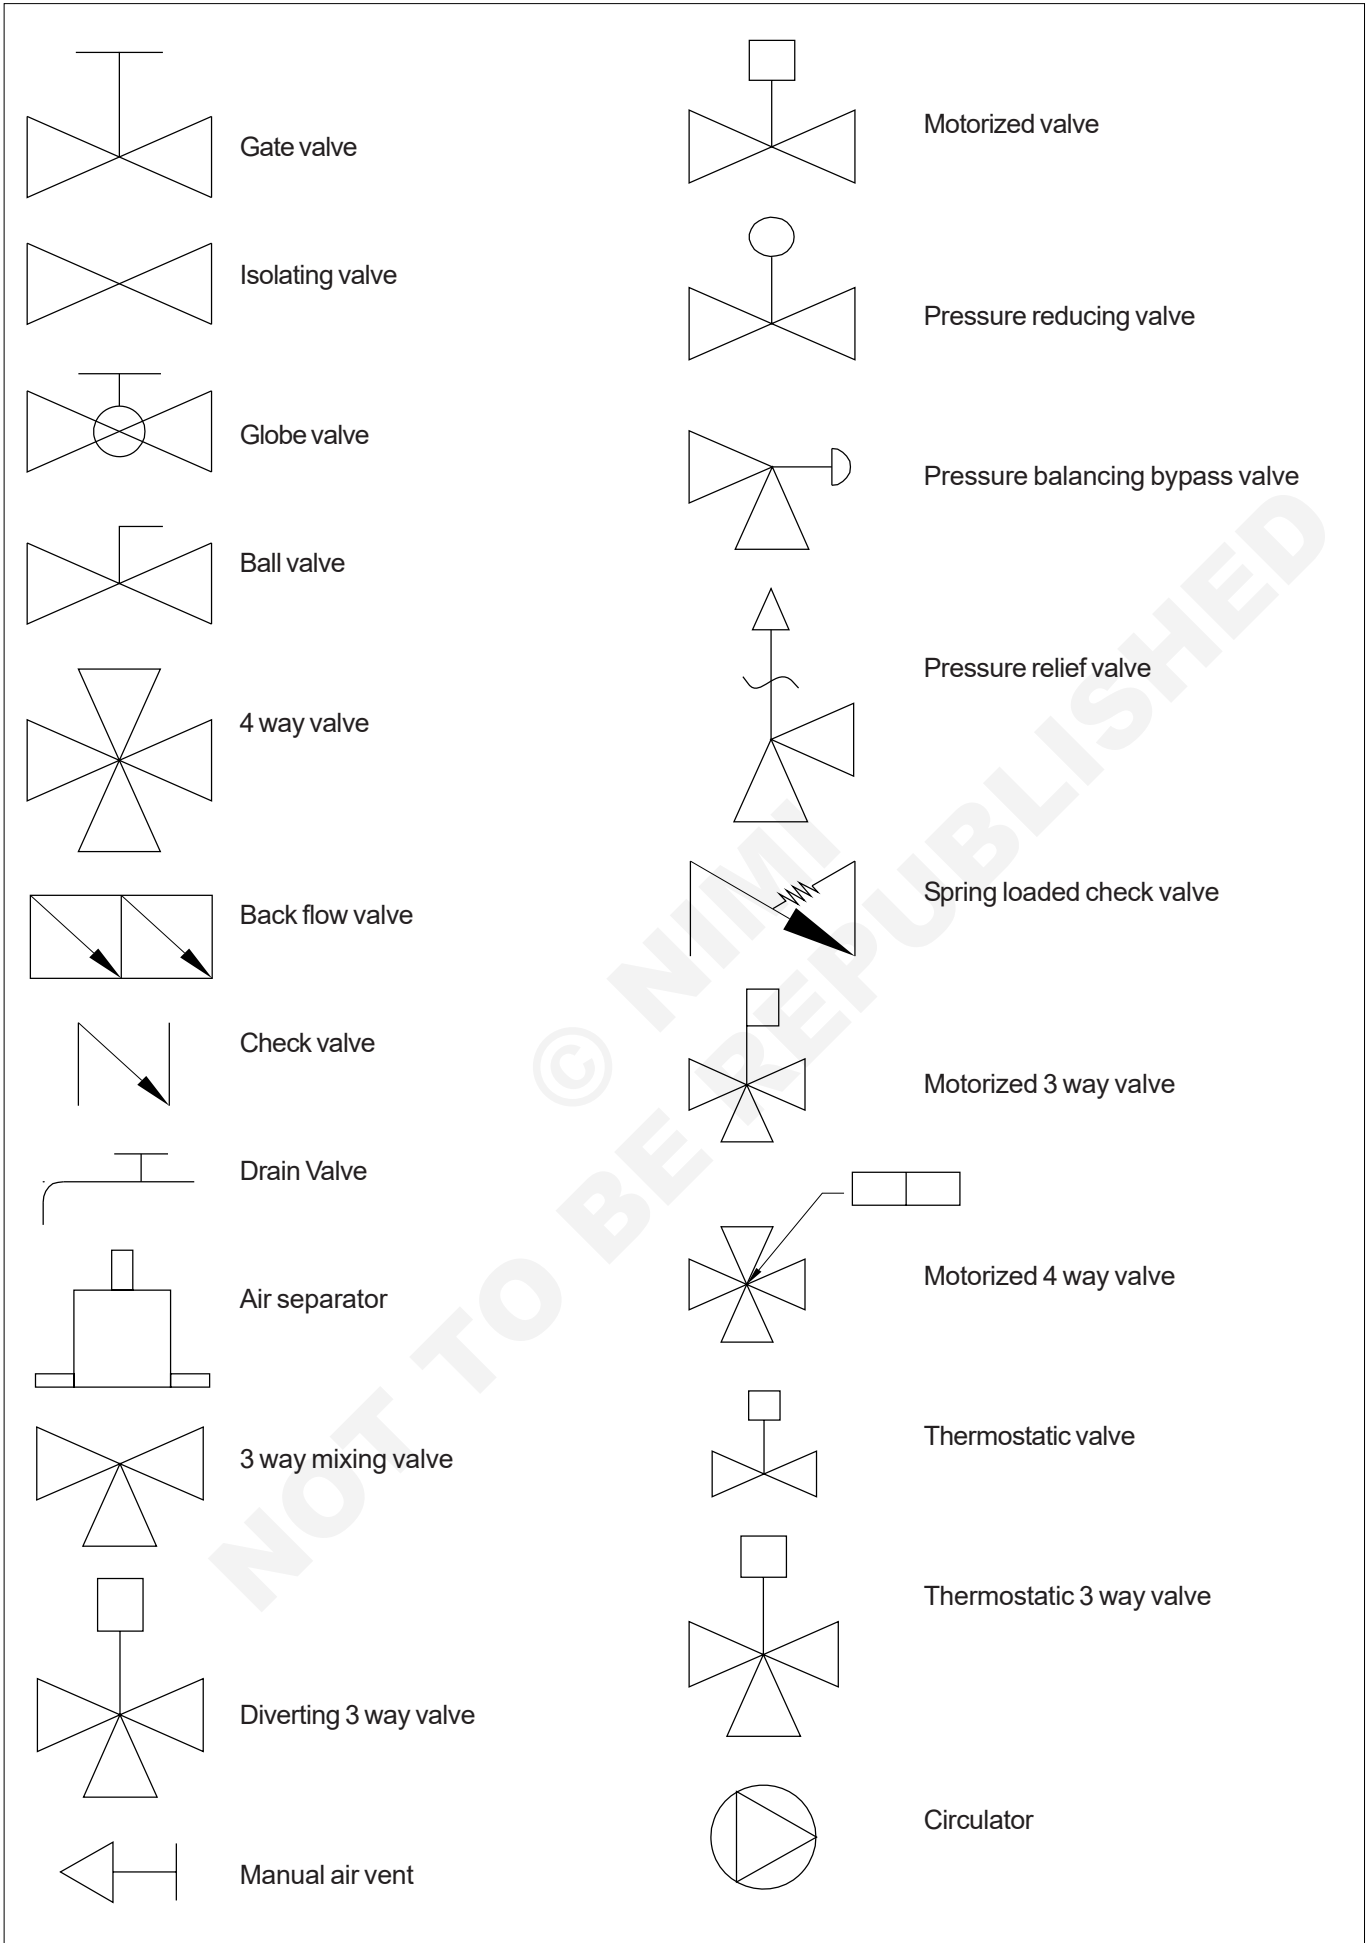 Gate valve
Isolating valve
Globe valve
Ball valve
4 way valve
Back flow valve
Check valve
Drain Valve
Air separator
3 way mixing valve
Diverting 3 way valve
Manual air vent
Motorized valve
Pressure reducing valve
Pressure balancing bypass valve
Pressure relief valve
Spring loaded check valve
Motorized 3 way valve
Motorized 4 way valve
Thermostatic valve
Thermostatic 3 way valve
Circulator
© NIMI
NOT TO BE REPUBLISHED